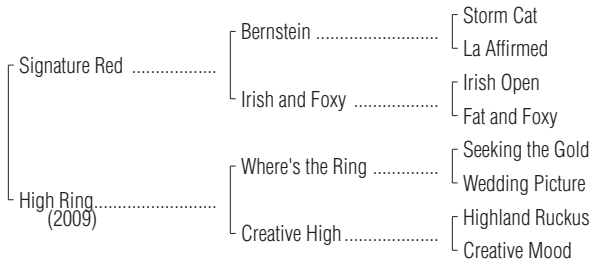 Storm Cat
Bernstein ..........................
La Affirmed
Signature Red ..................
Irish Open
Irish and Foxy ..................
Fat and Foxy
Seeking the Gold
Where's the Ring ..............
Wedding Picture
High Ring..........................
(2009)
Highland Ruckus
Creative High....................
Creative Mood